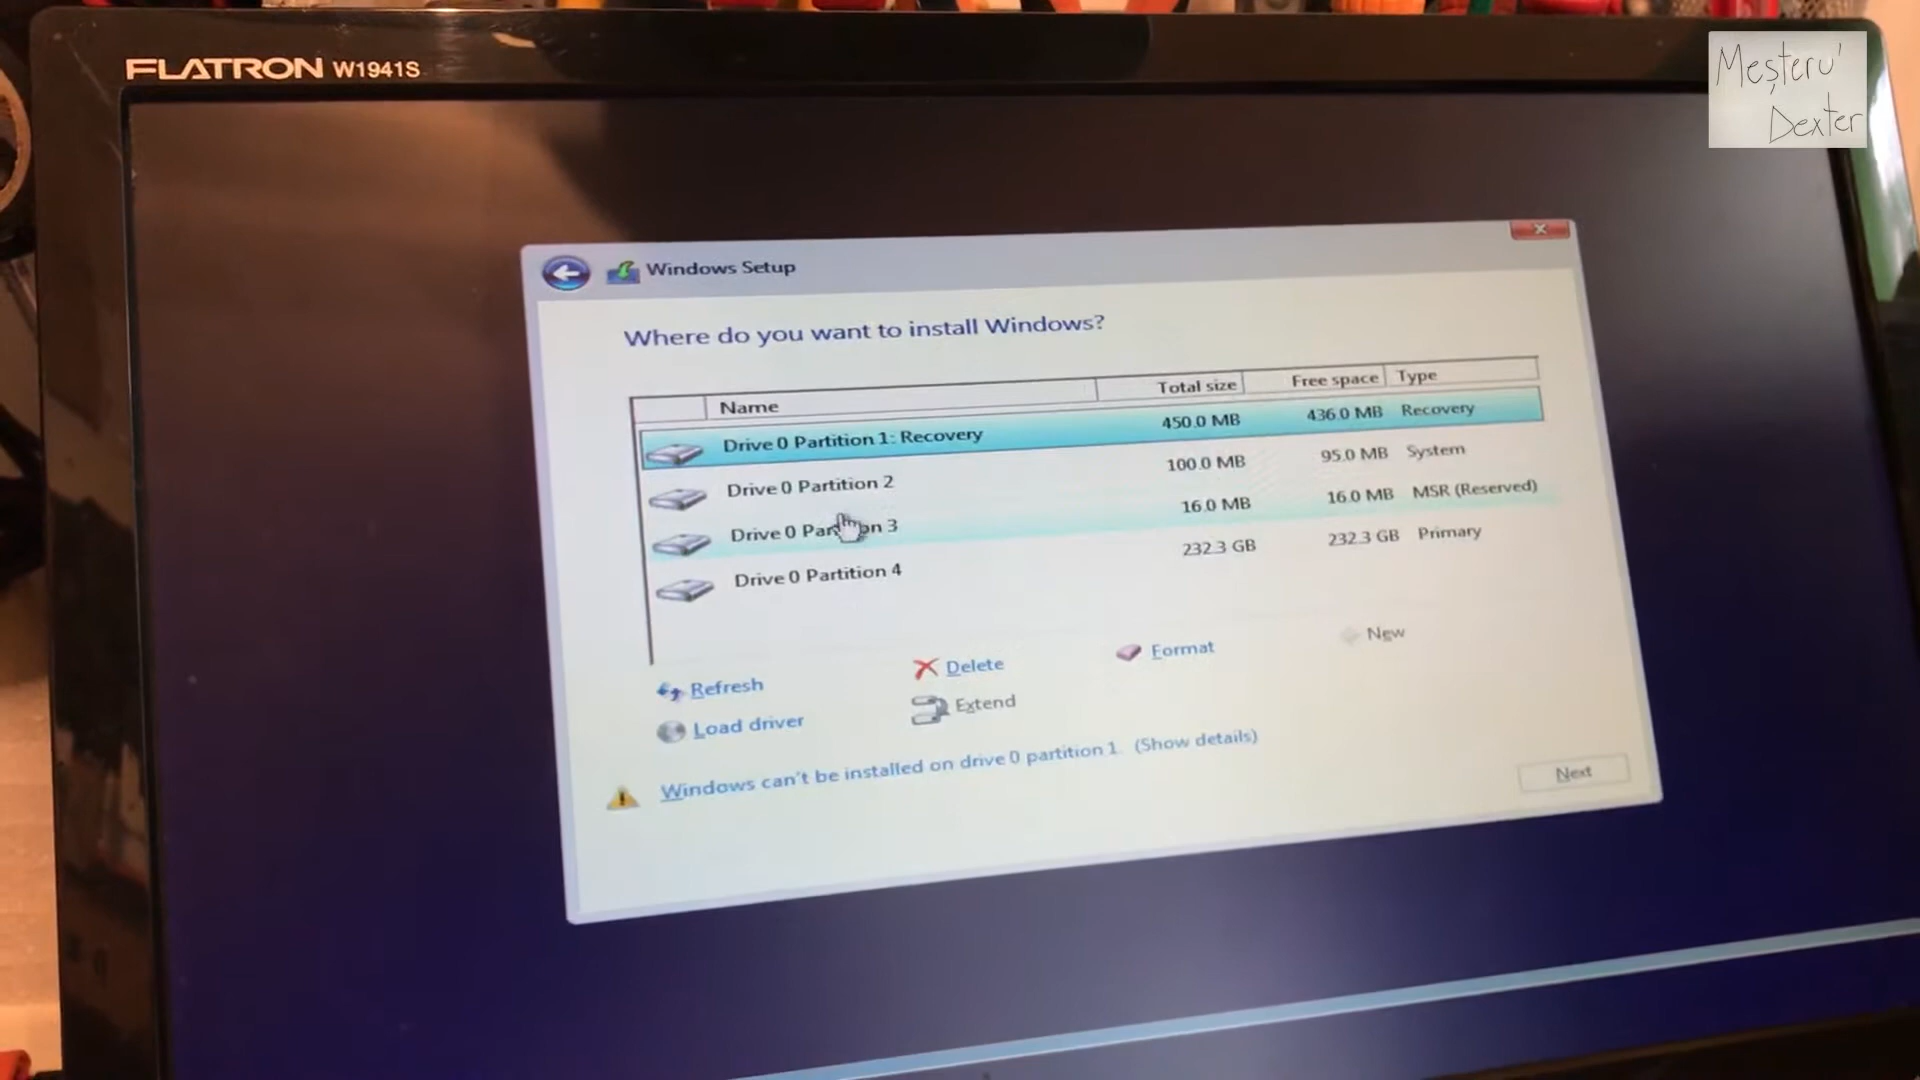 FLATRON W1941S
Meșteru'
Dexter
Windows Setup
Where do you want to install Windows?
Name Total size Free space Type
Drive 0 Partition 1: Recovery 450.0 MB 436.0 MB Recovery
Drive 0 Partition 2 100.0 MB 95.0 MB System
Drive 0 Partition 3 16.0 MB 16.0 MB MSR (Reserved)
Drive 0 Partition 4 232.3 GB 232.3 GB Primary
Refresh Delete Format New
Load driver Extend
Windows can't be installed on drive 0 partition 1. (Show details)
Next